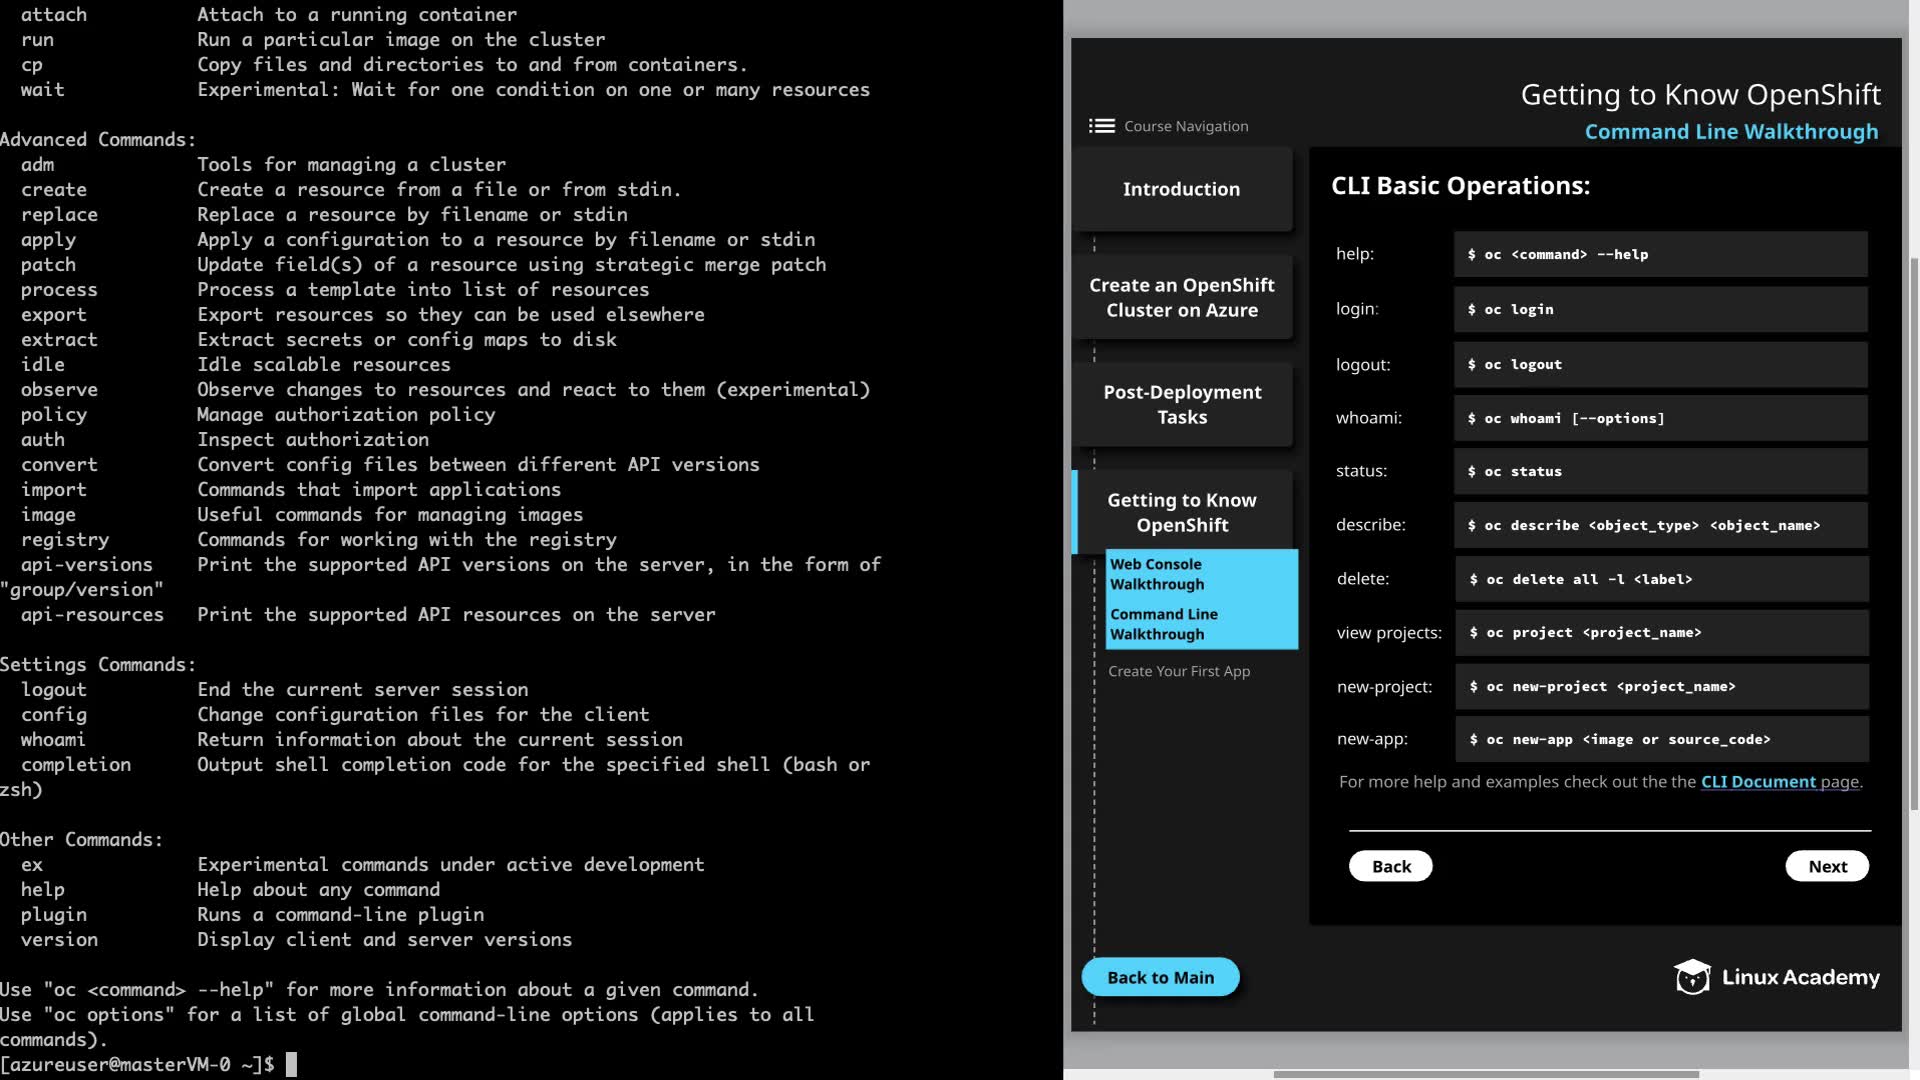 attach Attach to a running container
run Run a particular image on the cluster
cp Copy files and directories to and from containers.
wait Experimental: Wait for one condition on one or many resources
Advanced Commands:
adm Tools for managing a cluster
create Create a resource from a file or from stdin.
replace Replace a resource by filename or stdin
apply Apply a configuration to a resource by filename or stdin
patch Update field(s) of a resource using strategic merge patch
process Process a template into list of resources
export Export resources so they can be used elsewhere
extract Extract secrets or config maps to disk
idle Idle scalable resources
observe Observe changes to resources and react to them (experimental)
policy Manage authorization policy
auth Inspect authorization
convert Convert config files between different API versions
import Commands that import applications
image Useful commands for managing images
registry Commands for working with the registry
api-versions Print the supported API versions on the server, in the form of
"group/version"
api-resources Print the supported API resources on the server
Settings Commands:
logout End the current server session
config Change configuration files for the client
whoami Return information about the current session
completion Output shell completion code for the specified shell (bash or
zsh)
Other Commands:
ex Experimental commands under active development
help Help about any command
plugin Runs a command-line plugin
version Display client and server versions
Use "oc <command> --help" for more information about a given command.
Use "oc options" for a list of global command-line options (applies to all
commands).
[azureuser@masterVM-0 ~]$
Getting to Know OpenShift
Command Line Walkthrough
Course Navigation
Introduction
Create an OpenShift
Cluster on Azure
Post-Deployment
Tasks
Getting to Know
OpenShift
Web Console
Walkthrough
Command Line
Walkthrough
Create Your First App
Back to Main
CLI Basic Operations:
help: $ oc <command> --help
login: $ oc login
logout: $ oc logout
whoami: $ oc whoami [--options]
status: $ oc status
describe: $ oc describe <object_type> <object_name>
delete: $ oc delete all -l <label>
view projects: $ oc project <project_name>
new-project: $ oc new-project <project_name>
new-app: $ oc new-app <image or source_code>
For more help and examples check out the the CLI Document page.
Back
Next
Linux Academy